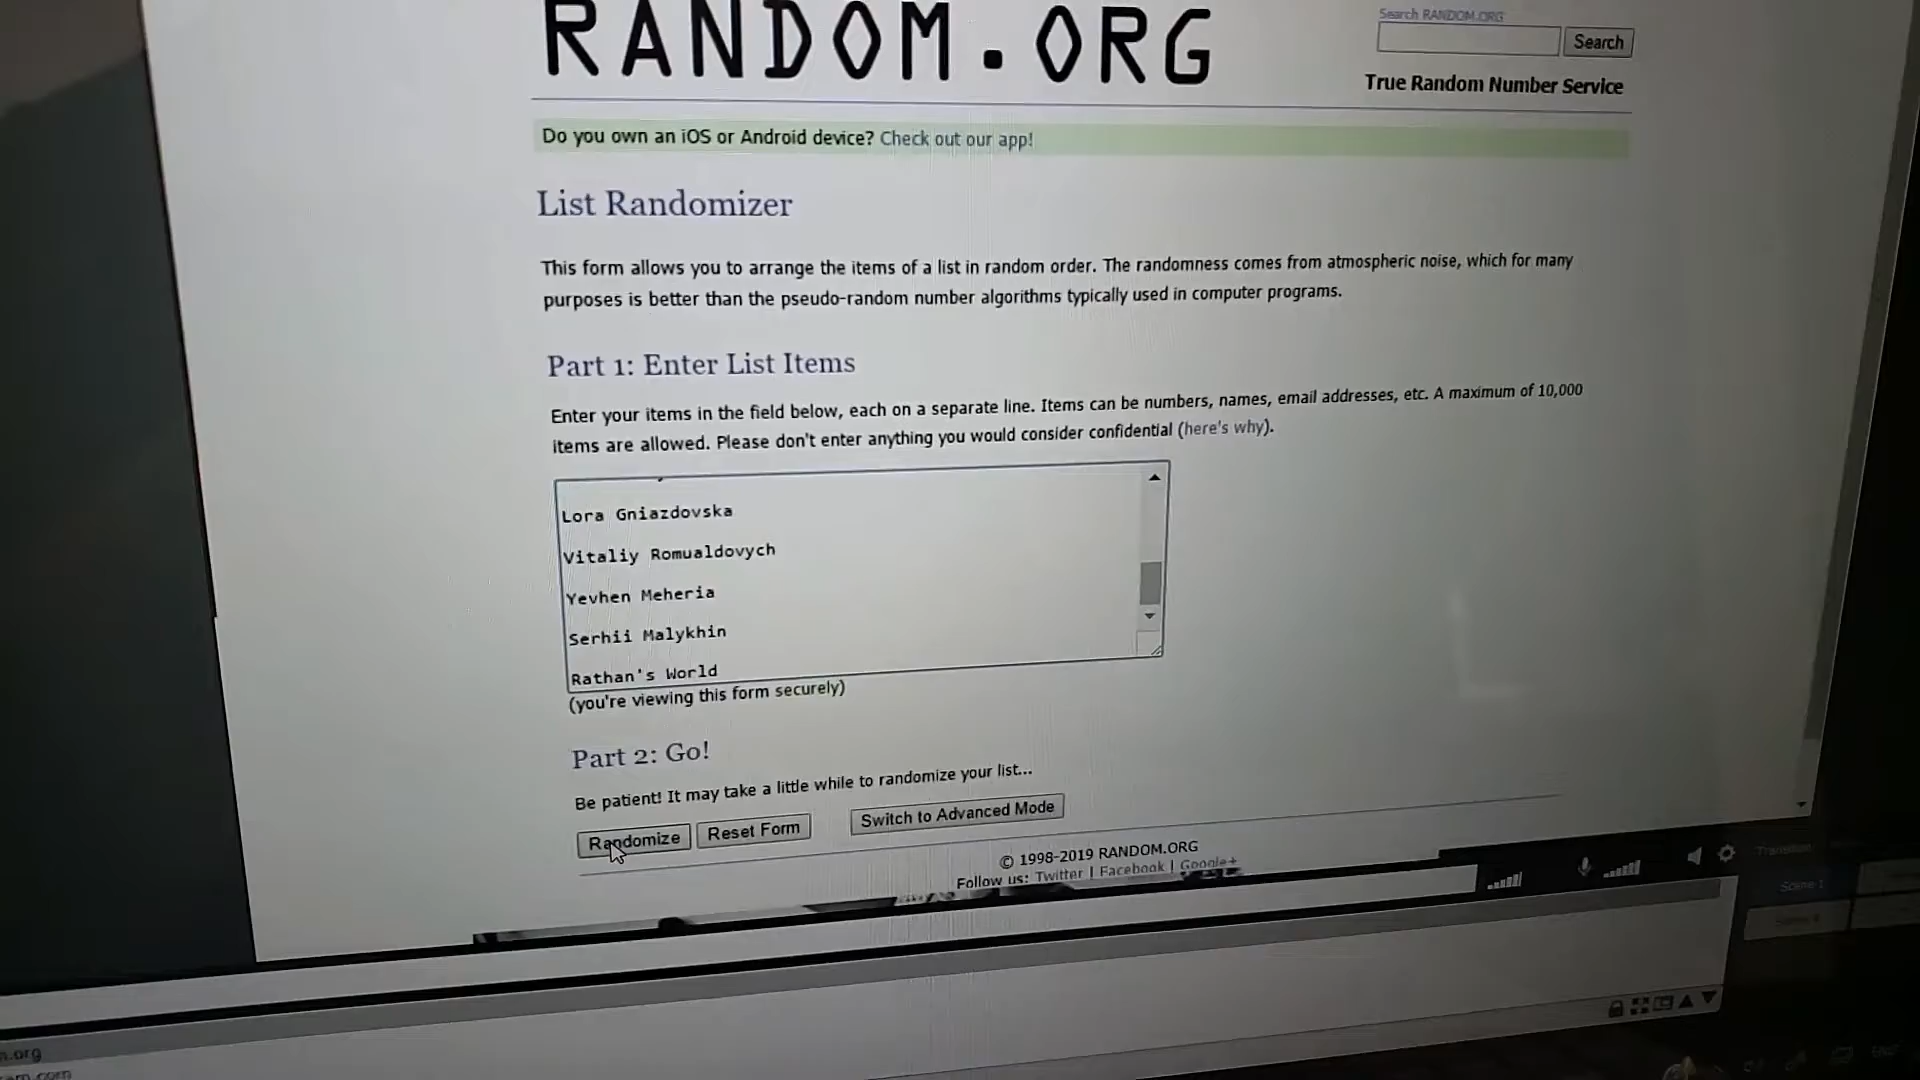 RANDOM.ORG
Search RANDOM.ORG
Search
True Random Number Service
Do you own an iOS or Android device? Check out our app!
List Randomizer
This form allows you to arrange the items of a list in random order. The randomness comes from atmospheric noise, which for many
purposes is better than the pseudo-random number algorithms typically used in computer programs.
Part 1: Enter List Items
Enter your items in the field below, each on a separate line. Items can be numbers, names, email addresses, etc. A maximum of 10,000
items are allowed. Please don't enter anything you would consider confidential (here's why).
Lora Gniazdovska
Vitaliy Romualdovych
Yevhen Meheria
Serhii Malykhin
Rathan's World
(you're viewing this form securely)
Part 2: Go!
Be patient! It may take a little while to randomize your list...
Randomize
Reset Form
Switch to Advanced Mode
© 1998-2019 RANDOM.ORG
Follow us: Twitter | Facebook | Google+
Scene 1